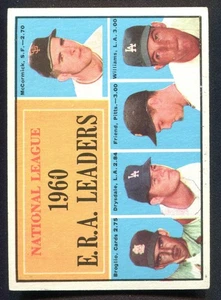 NATIONAL LEAGUE
1960
E.R.A. LEADERS
McCormick, S.F.—2.70
Broglio, Cards 2.75
Drysdale, L.A. 2.84
Friend, Pitts.—3.00
Williams, L.A. 3.00